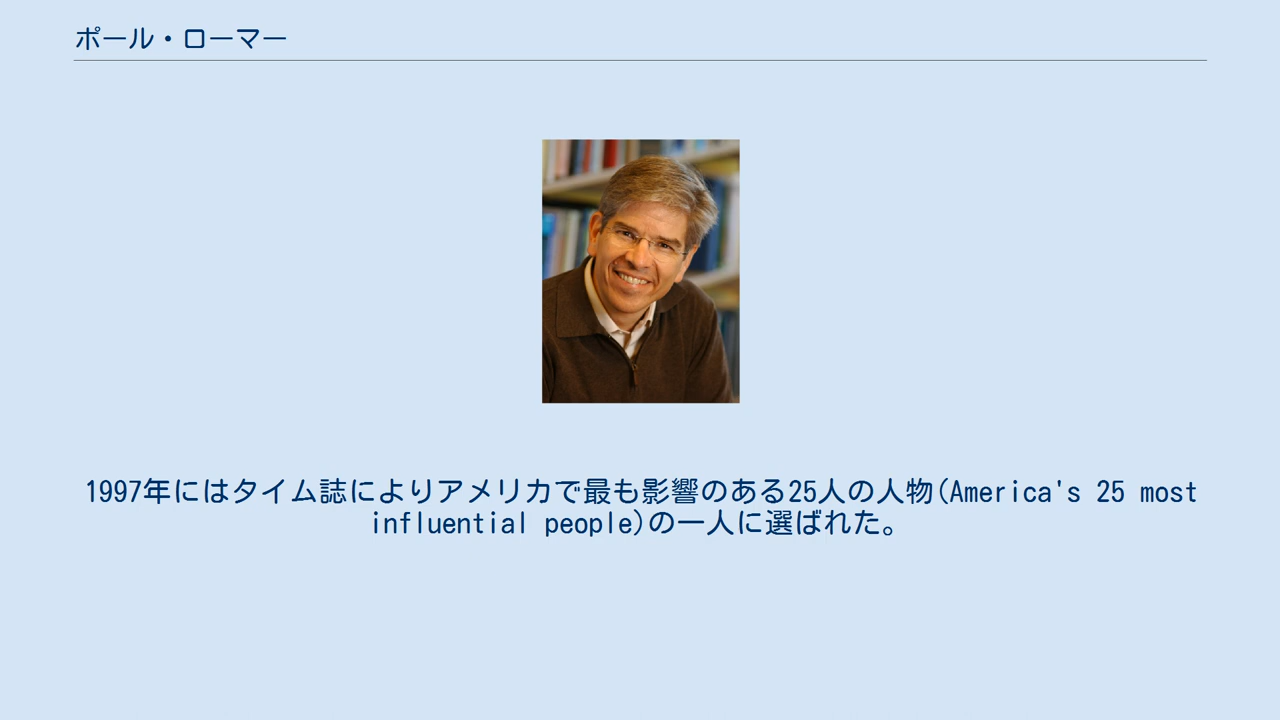 ポール・ローマー
1997年にはタイム誌によりアメリカで最も影響のある25人の人物(America's 25 most
influential people)の一人に選ばれた。